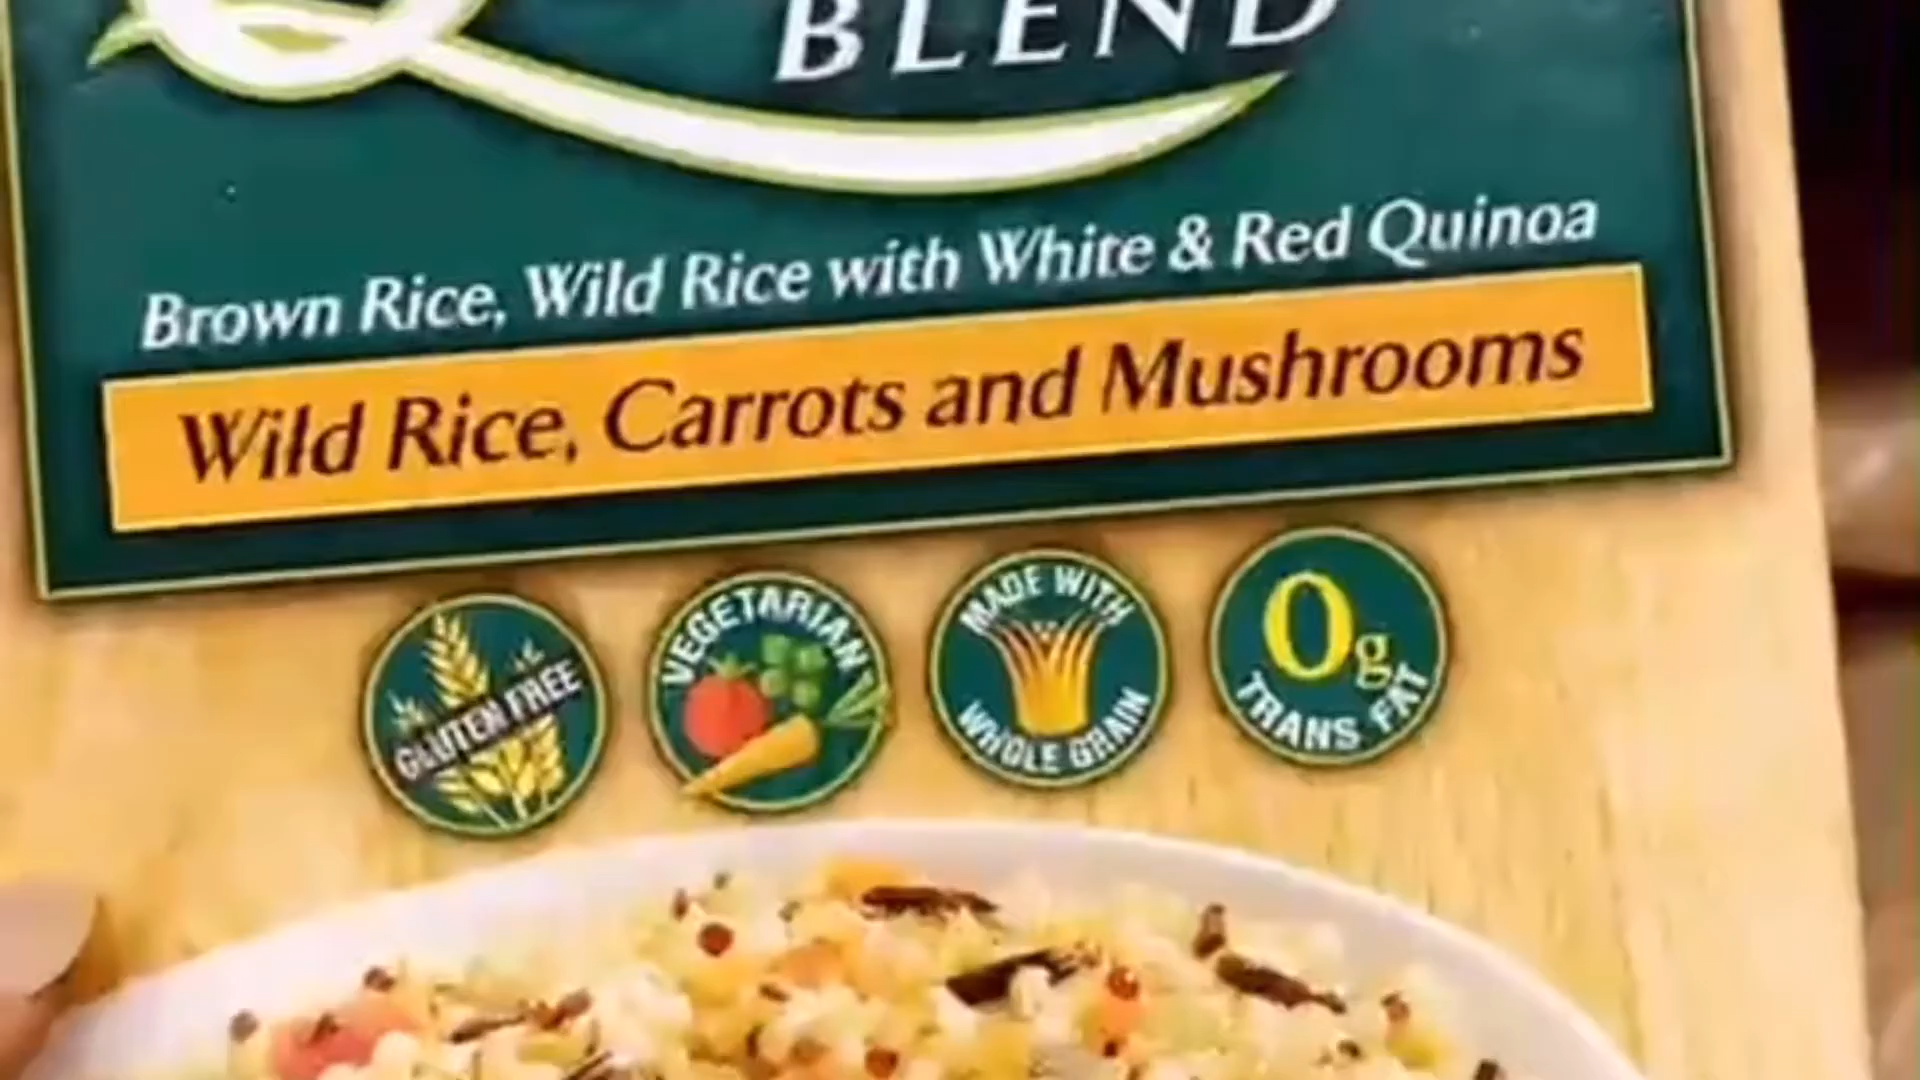 BLEND
Brown Rice, Wild Rice with White & Red Quinoa
Wild Rice, Carrots and Mushrooms
GLUTEN FREE
VEGETARIAN
MADE WITH
WHOLE GRAIN
0g
TRANS FAT